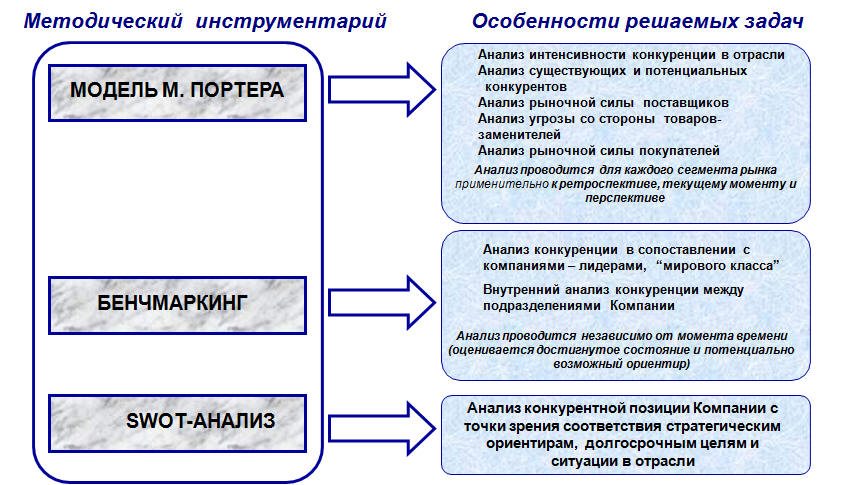 Методический инструментарий
Особенности решаемых задач
МОДЕЛЬ М. ПОРТЕРА
Анализ интенсивности конкуренции в отрасли
Анализ существующих и потенциальных
конкурентов
Анализ рыночной силы поставщиков
Анализ угрозы со стороны товаров-
заменителей
Анализ рыночной силы покупателей
Анализ проводится для каждого сегмента рынка
применительно к ретроспективе, текущему моменту и
перспективе
БЕНЧМАРКИНГ
Анализ конкуренции в сопоставлении с
компаниями – лидерами, “мирового класса”
Внутренний анализ конкуренции между
подразделениями Компании
Анализ проводится независимо от момента времени
(оценивается достигнутое состояние и потенциально
возможный ориентир)
SWOT-АНАЛИЗ
Анализ конкурентной позиции Компании с
точки зрения соответствия стратегическим
ориентирам, долгосрочным целям и
ситуации в отрасли